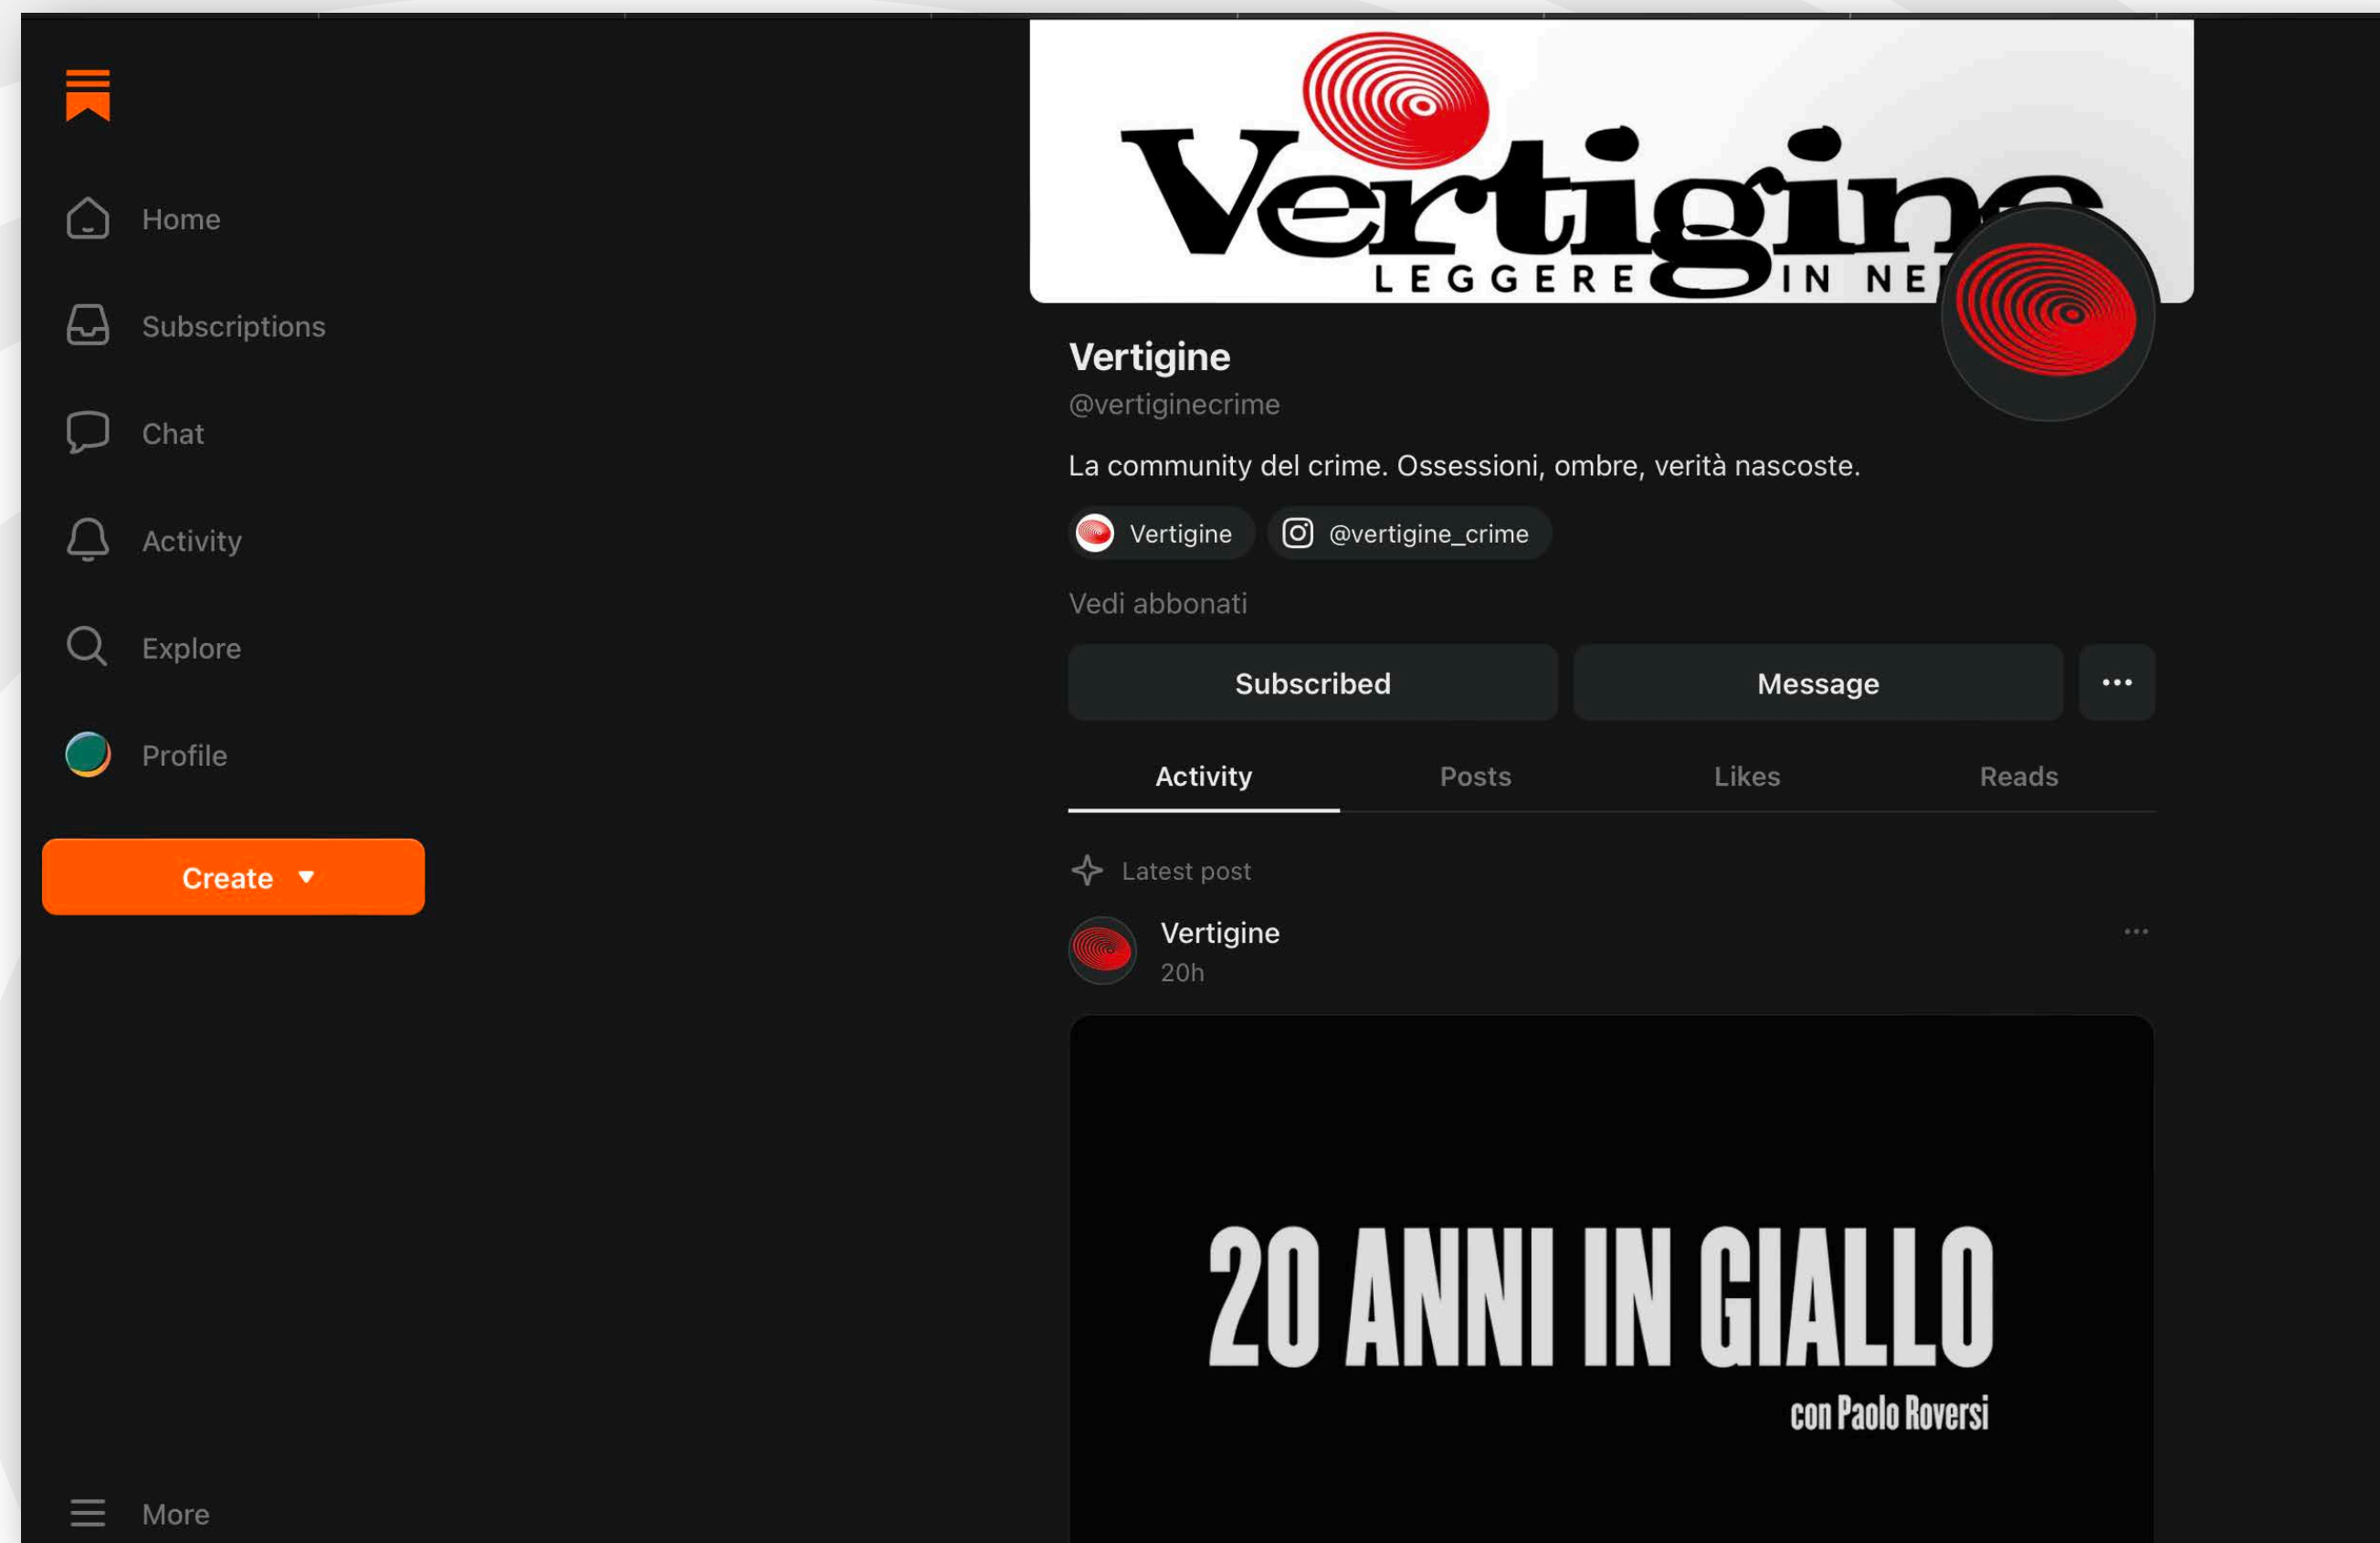 Home
Subscriptions
Chat
Activity
Explore
Profile
Create
More
Vertigine
LEGGERE IN
Vertigine
@vertiginecrime
La community del crime. Ossessioni, ombre, verità nascoste.
Vertigine @vertigine_crime
Vedi abbonati
Subscribed Message
Activity Posts Likes Reads
Latest post
Vertigine
20h
20 ANNI IN GIALLO
con Paolo Roversi